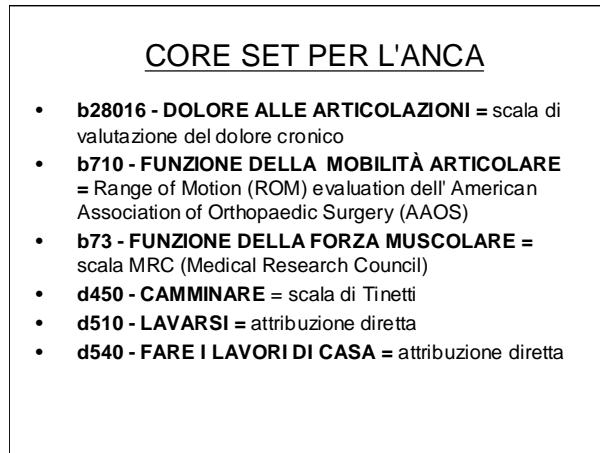 CORE SET PER L'ANCA
• b28016 - DOLORE ALLE ARTICOLAZIONI = scala di
valutazione del dolore cronico
• b710 - FUNZIONE DELLA MOBILITÀ ARTICOLARE
= Range of Motion (ROM) evaluation dell' American
Association of Orthopaedic Surgery (AAOS)
• b73 - FUNZIONE DELLA FORZA MUSCOLARE =
scala MRC (Medical Research Council)
• d450 - CAMMINARE = scala di Tinetti
• d510 - LAVARSI = attribuzione diretta
• d540 - FARE I LAVORI DI CASA = attribuzione diretta